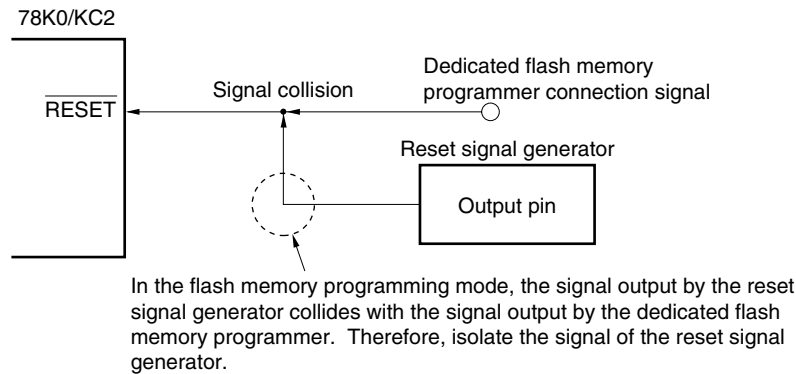 78K0/KC2
Dedicated flash memory
programmer connection signal
Signal collision
RESET
Reset signal generator
Output pin
In the flash memory programming mode, the signal output by the reset
signal generator collides with the signal output by the dedicated flash
memory programmer.  Therefore, isolate the signal of the reset signal
generator.